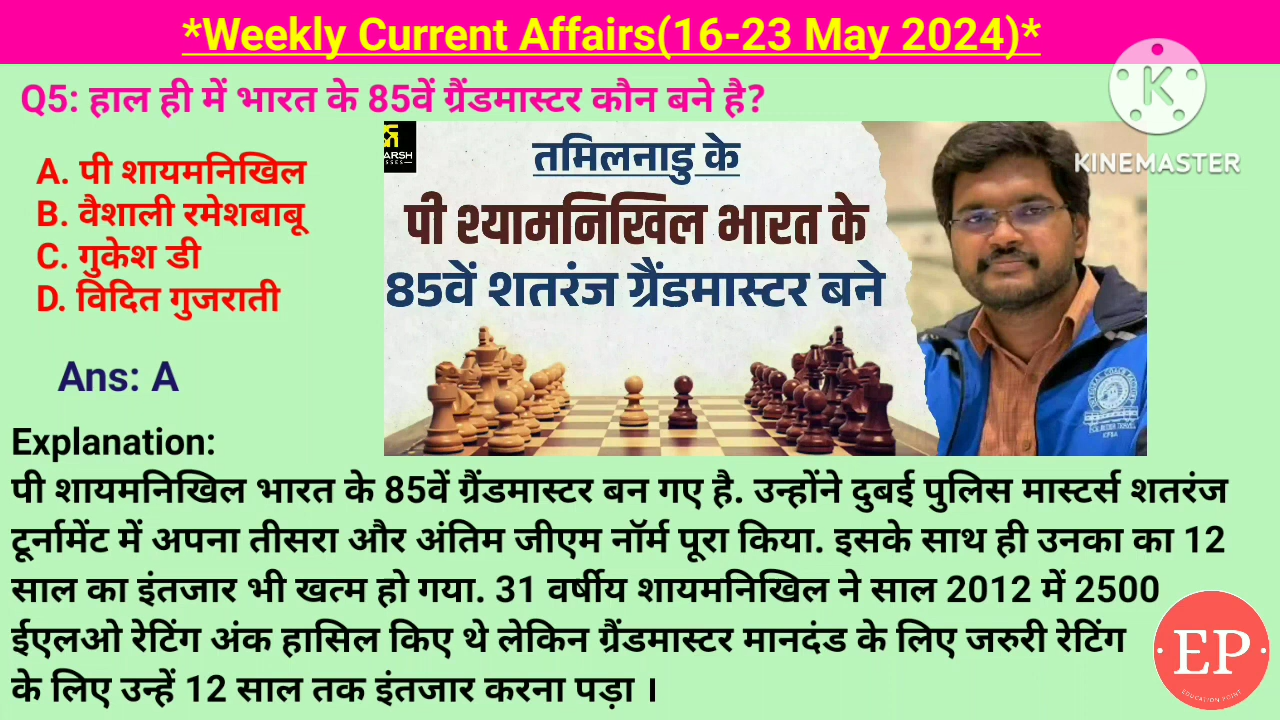 *Weekly Current Affairs(16-23 May 2024)*
Q5: हाल ही में भारत के 85वें ग्रैंडमास्टर कौन बने है?
K
KINEMASTER
A. पी शायमनिखिल
B. वैशाली रमेशबाबू
C. गुकेश डी
D. विदित गुजराती
तमिलनाडु के
पी श्यामनिखिल भारत के
85वें शतरंज ग्रैंडमास्टर बने
Ans: A
Explanation:
पी शायमनिखिल भारत के 85वें ग्रैंडमास्टर बन गए है. उन्होंने दुबई पुलिस मास्टर्स शतरंज
टूर्नामेंट में अपना तीसरा और अंतिम जीएम नॉर्म पूरा किया. इसके साथ ही उनका का 12
साल का इंतजार भी खत्म हो गया. 31 वर्षीय शायमनिखिल ने साल 2012 में 2500
ईएलओ रेटिंग अंक हासिल किए थे लेकिन ग्रैंडमास्टर मानदंड के लिए जरुरी रेटिंग
के लिए उन्हें 12 साल तक इंतजार करना पड़ा ।
EP
EDUCATION POINT